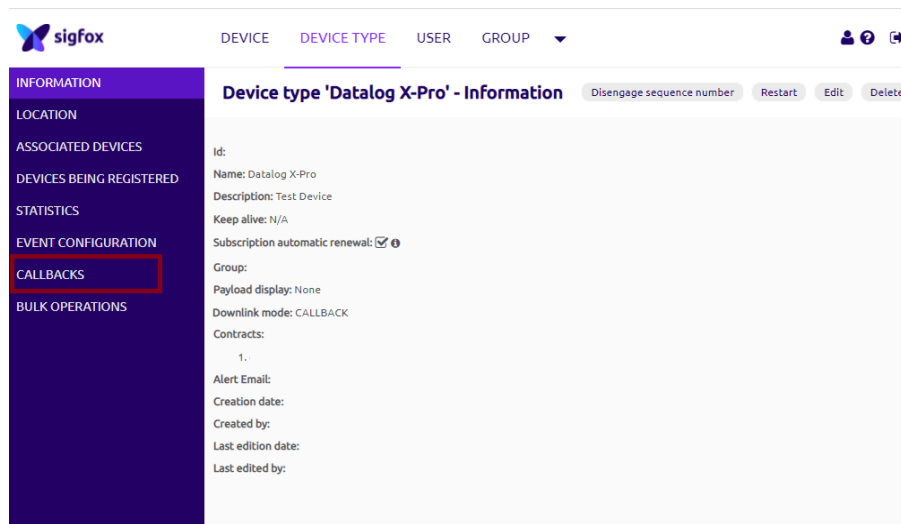 sigfox
DEVICE DEVICE TYPE USER GROUP
INFORMATION
LOCATION
ASSOCIATED DEVICES
DEVICES BEING REGISTERED
STATISTICS
EVENT CONFIGURATION
CALLBACKS
BULK OPERATIONS
Device type 'Datalog X-Pro' - Information Disengage sequence number Restart Edit Delete
Id:
Name: Datalog X-Pro
Description: Test Device
Keep alive: N/A
Subscription automatic renewal:
Group:
Payload display: None
Downlink mode: CALLBACK
Contracts:
1.
Alert Email:
Creation date:
Created by:
Last edition date:
Last edited by: